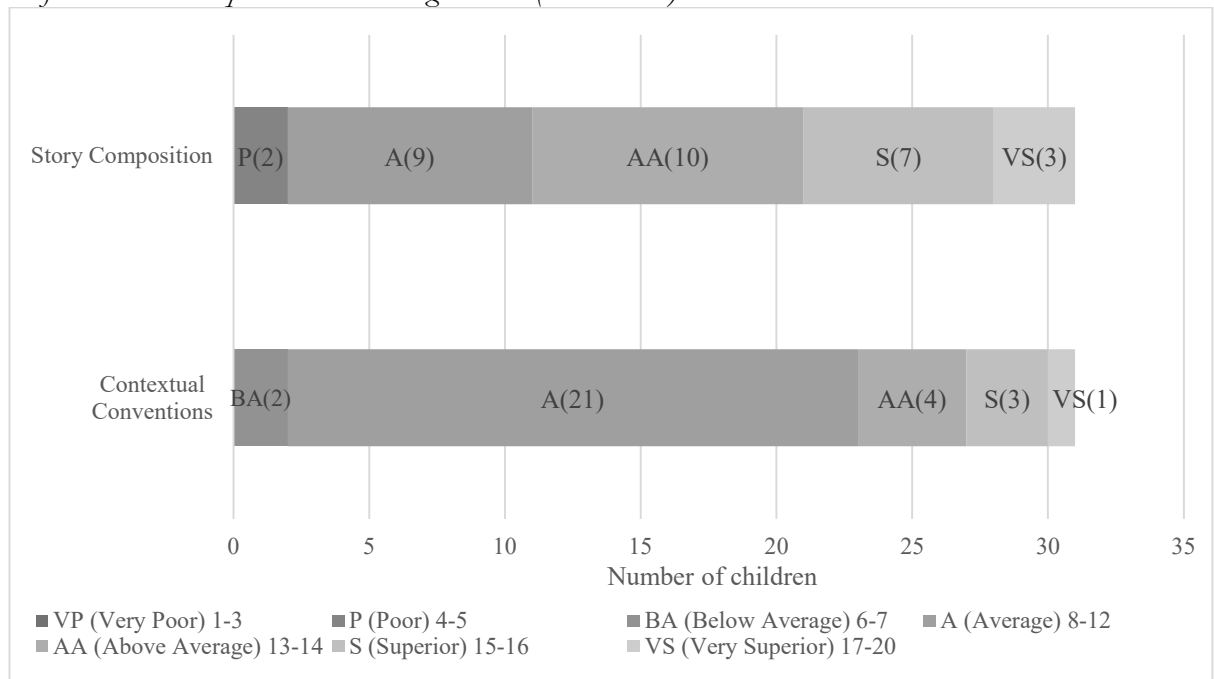 Story Composition
P(2) A(9) AA(10) S(7) VS(3)
Contextual
Conventions
BA(2) A(21) AA(4) S(3) VS(1)
0 5 10 15 20 25 30 35
Number of children
VP (Very Poor) 1-3 P (Poor) 4-5 BA (Below Average) 6-7 A (Average) 8-12
AA (Above Average) 13-14 S (Superior) 15-16 VS (Very Superior) 17-20